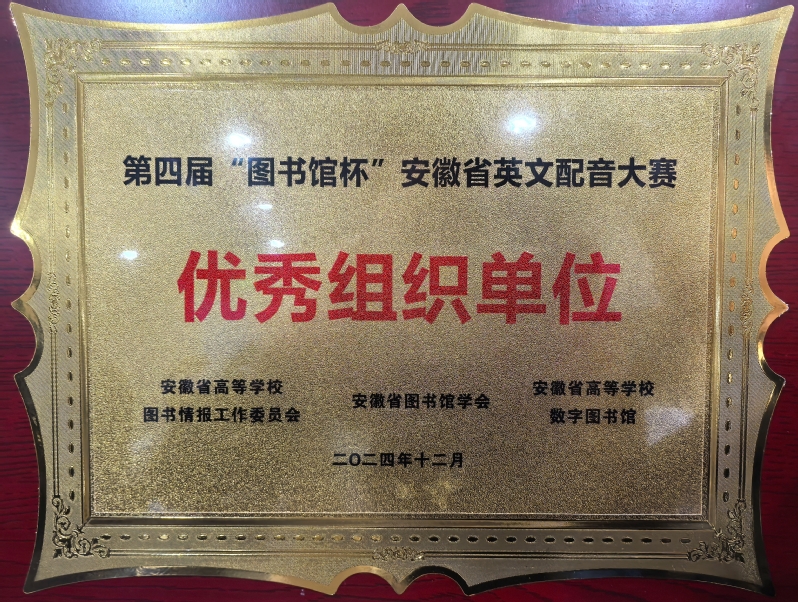 第四届“图书馆杯”安徽省英文配音大赛
优秀组织单位
安徽省高等学校
图书情报工作委员会
安徽省图书馆学会
安徽省高等学校
数字图书馆
二〇二四年十二月